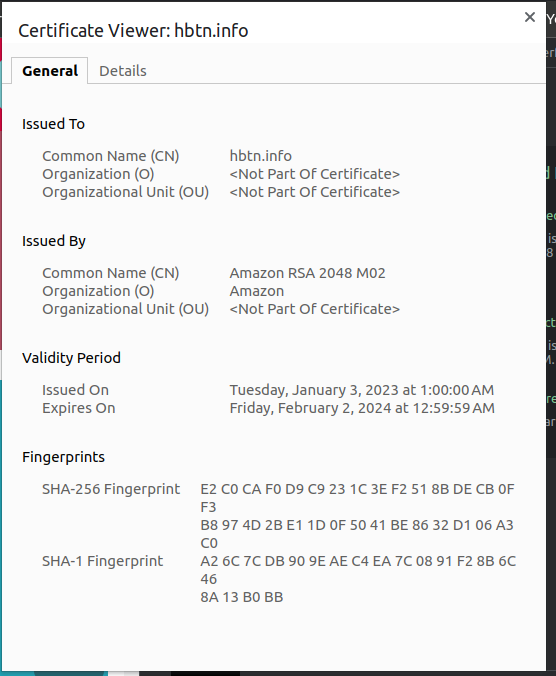 Certificate Viewer: hbtn.info
General Details
Issued To
Common Name (CN) hbtn.info
Organization (O) <Not Part Of Certificate>
Organizational Unit (OU) <Not Part Of Certificate>
Issued By
Common Name (CN) Amazon RSA 2048 M02
Organization (O) Amazon
Organizational Unit (OU) <Not Part Of Certificate>
Validity Period
Issued On Tuesday, January 3, 2023 at 1:00:00 AM
Expires On Friday, February 2, 2024 at 12:59:59 AM
Fingerprints
SHA-256 Fingerprint E2 C0 CA F0 D9 C9 23 1C 3E F2 51 8B DE CB 0F
F3
B8 97 4D 2B E1 1D 0F 50 41 BE 86 32 D1 06 A3
C0
SHA-1 Fingerprint A2 6C 7C DB 90 9E AE C4 EA 7C 08 91 F2 8B 6C
46
8A 13 B0 BB